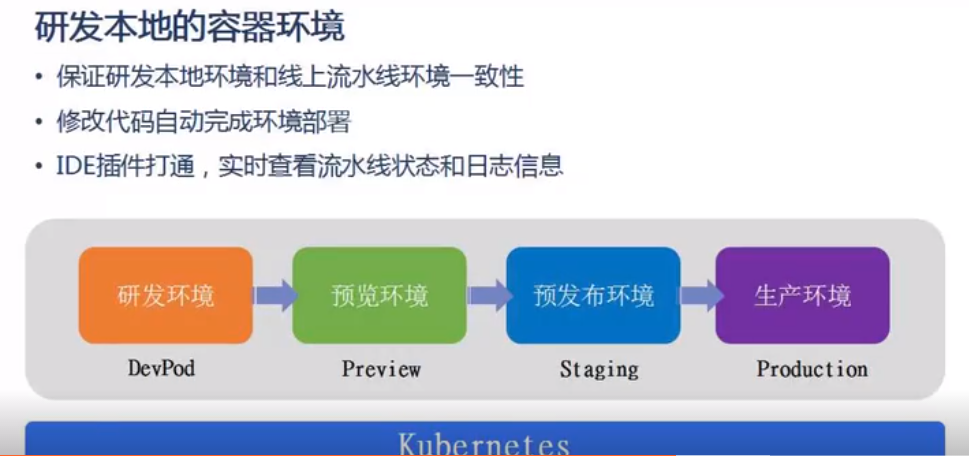 研发本地的容器环境
• 保证研发本地环境和线上流水线环境一致性
• 修改代码自动完成环境部署
• IDE插件打通，实时查看流水线状态和日志信息
研发环境
预览环境
预发布环境
生产环境
DevPod
Preview
Staging
Production
Kubernetes